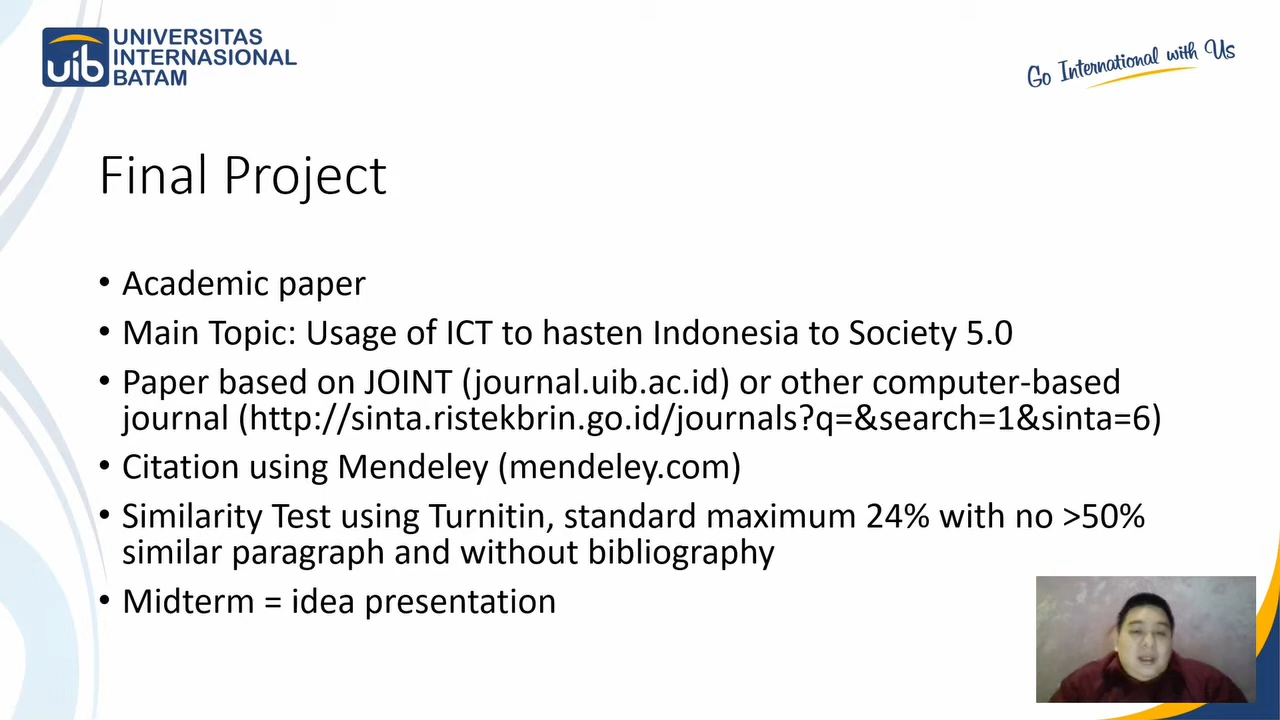 uib
UNIVERSITAS
INTERNASIONAL
BATAM
Go International with Us
Final Project
• Academic paper
• Main Topic: Usage of ICT to hasten Indonesia to Society 5.0
• Paper based on JOINT (journal.uib.ac.id) or other computer-based
journal (http://sinta.ristekbrin.go.id/journals?q=&search=1&sinta=6)
• Citation using Mendeley (mendeley.com)
• Similarity Test using Turnitin, standard maximum 24% with no >50%
similar paragraph and without bibliography
• Midterm = idea presentation